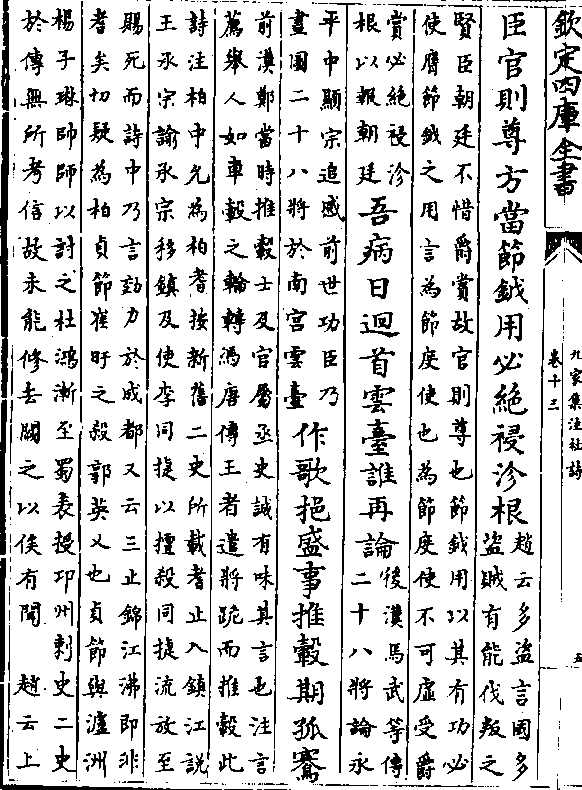 欽定四庫全書
九家集注杜詩
卷十三
五
臣官則尊方當節鉞用必絕祲沴根
趙云多盜言國多
盜賊有能伐叛之
賢臣朝廷不惜爵賞故官則尊也節鉞用以其有功必
使膺節鉞之用言為節度使也為節度使不可虛受爵
賞必絕祲沴
根以報朝廷
吾病日迴首雲臺誰再論
後漢馬武等傳
二十八將論永
平中顯宗追感前世功臣乃
畫圖二十八將於南宮雲臺
作歌挹盛事推轂期孤騫
前漢鄭當時推轂士及官屬丞史誠有味其言也注言
薦舉人如車轂之輪轉馮唐傳王者遣將跪而推轂此
詩注柏中允為柏耆按新舊二史所載耆止入鎮江說
王承宗諭承宗移鎮及使李同捷以擅殺同捷流放至
賜死而詩中乃言勠力於成都又云三止錦江沸即非
耆矣切疑為柏貞節崔旰之殺郭英乂也貞節與瀘洲
楊子琳師師以討之杜鴻漸至蜀表授邛州刺史二史
於傳無所考信故未能修去闕之以俟有聞　趙云上